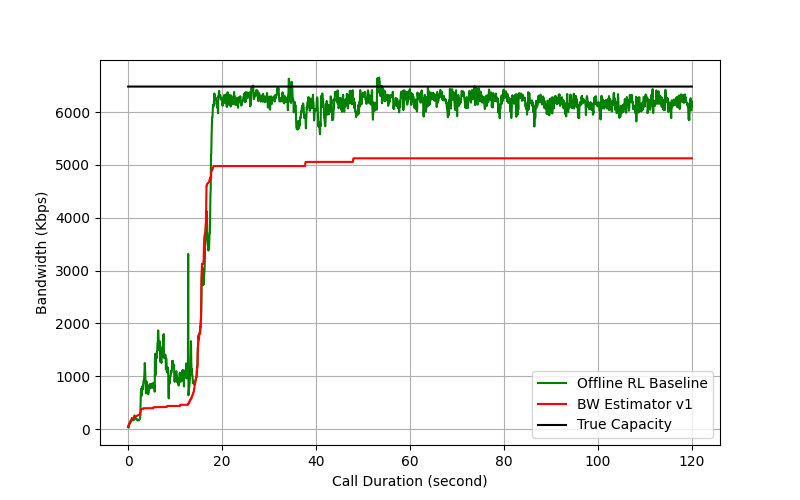 6000
5000
4000
3000
2000
1000
0
Bandwidth (Kbps)
0 20 40 60 80 100 120
Call Duration (second)
Offline RL Baseline
BW Estimator v1
True Capacity